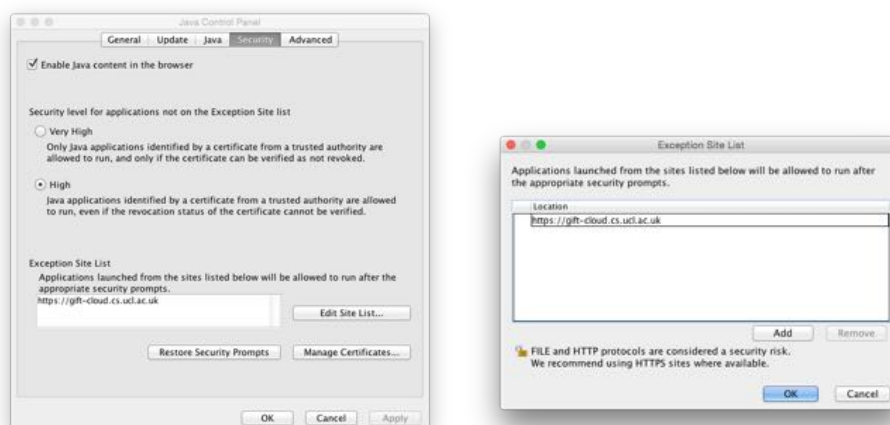 Java Control Panel
General Update Java Security Advanced
Enable Java content in the browser
Security level for applications not on the Exception Site list
Very High
Only Java applications identified by a certificate from a trusted authority are
allowed to run, and only if the certificate can be verified as not revoked.
High
Java applications identified by a certificate from a trusted authority are allowed
to run, even if the revocation status of the certificate cannot be verified.
Exception Site List
Applications launched from the sites listed below will be allowed to run after the
appropriate security prompts.
https://gift-cloud.cs.ucl.ac.uk
Edit Site List...
Restore Security Prompts Manage Certificates...
OK Cancel Apply
Exception Site List
Applications launched from the sites listed below will be allowed to run after
the appropriate security prompts.
Location
https://gift-cloud.cs.ucl.ac.uk
Add Remove
FILE and HTTP protocols are considered a security risk.
We recommend using HTTPS sites where available.
OK Cancel